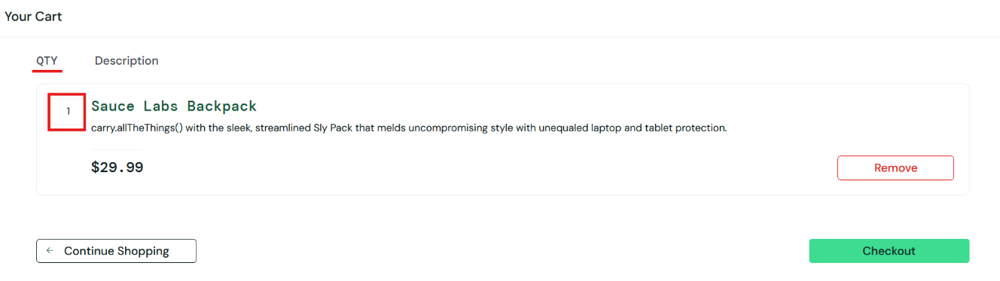 Your Cart
QTY Description
1 Sauce Labs Backpack
carry.allTheThings() with the sleek, streamlined Sly Pack that melds uncompromising style with unequaled laptop and tablet protection.
$29.99 Remove
← Continue Shopping Checkout